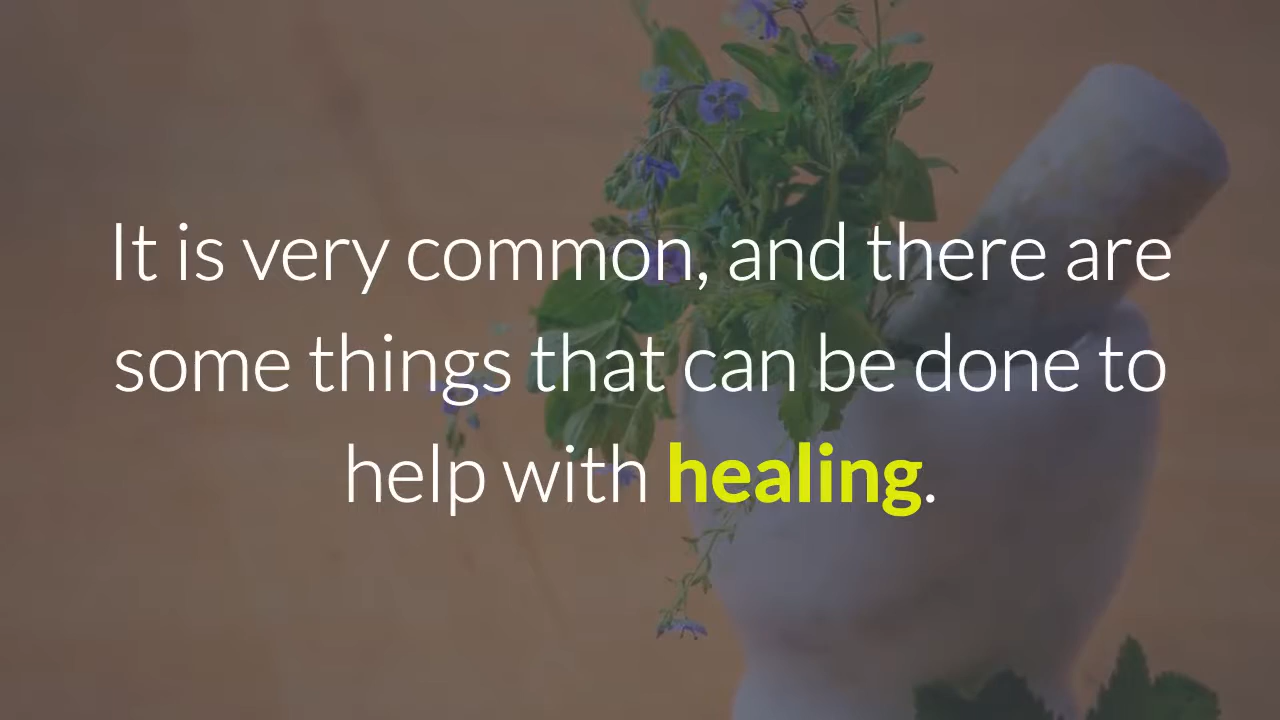 It is very common, and there are
some things that can be done to
help with healing.